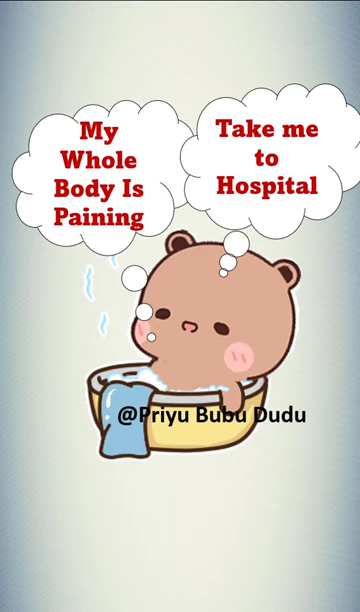 My
Whole
Body Is
Paining
Take me
to
Hospital
@Priyu Bubu Dudu